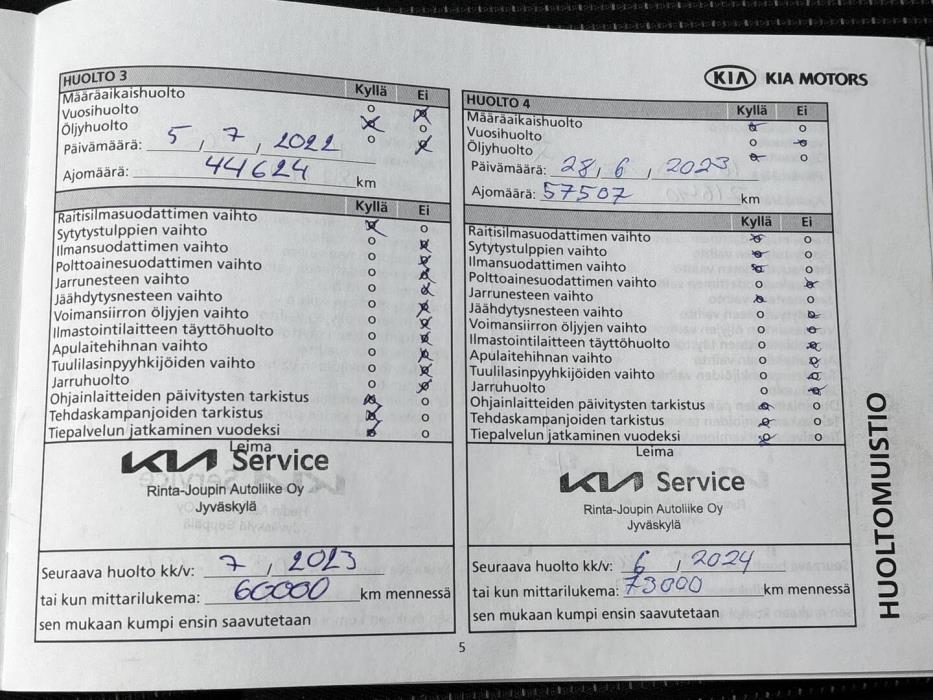 KIA KIA MOTORS
HUOLTO 3
Kyllä Ei
Määräaikaishuolto
Vuosihuolto
Öljyhuolto
Päivämäärä: 5 , 7 , 2022
Ajomäärä: 44624 km
Kyllä Ei
Raitisilmasuodattimen vaihto
Sytytystulppien vaihto
Ilmansuodattimen vaihto
Polttoainesuodattimen vaihto
Jarrunesteen vaihto
Jäähdytysnesteen vaihto
Voimansiirron öljyjen vaihto
Ilmastointilaitteen täyttöhuolto
Apulaitehihnan vaihto
Tuulilasinpyyhkijöiden vaihto
Jarruhuolto
Ohjainlaitteiden päivitysten tarkistus
Tehdaskampanjoiden tarkistus
Tiepalvelun jatkaminen vuodeksi
Leima
KIA Service
Rinta-Joupin Autoliike Oy
Jyväskylä
Seuraava huolto kk/v: 7 , 2023
tai kun mittarilukema: 60000 km mennessä
sen mukaan kumpi ensin saavutetaan
HUOLTO 4
Kyllä Ei
Määräaikaishuolto
Vuosihuolto
Öljyhuolto
Päivämäärä: 28 , 6 , 2023
Ajomäärä: 57507 km
Kyllä Ei
Raitisilmasuodattimen vaihto
Sytytystulppien vaihto
Ilmansuodattimen vaihto
Polttoainesuodattimen vaihto
Jarrunesteen vaihto
Jäähdytysnesteen vaihto
Voimansiirron öljyjen vaihto
Ilmastointilaitteen täyttöhuolto
Apulaitehihnan vaihto
Tuulilasinpyyhkijöiden vaihto
Jarruhuolto
Ohjainlaitteiden päivitysten tarkistus
Tehdaskampanjoiden tarkistus
Tiepalvelun jatkaminen vuodeksi
Leima
KIA Service
Rinta-Joupin Autoliike Oy
Jyväskylä
Seuraava huolto kk/v: 6 , 2024
tai kun mittarilukema: 73000 km mennessä
sen mukaan kumpi ensin saavutetaan
HUOLTOMUISTIO
5